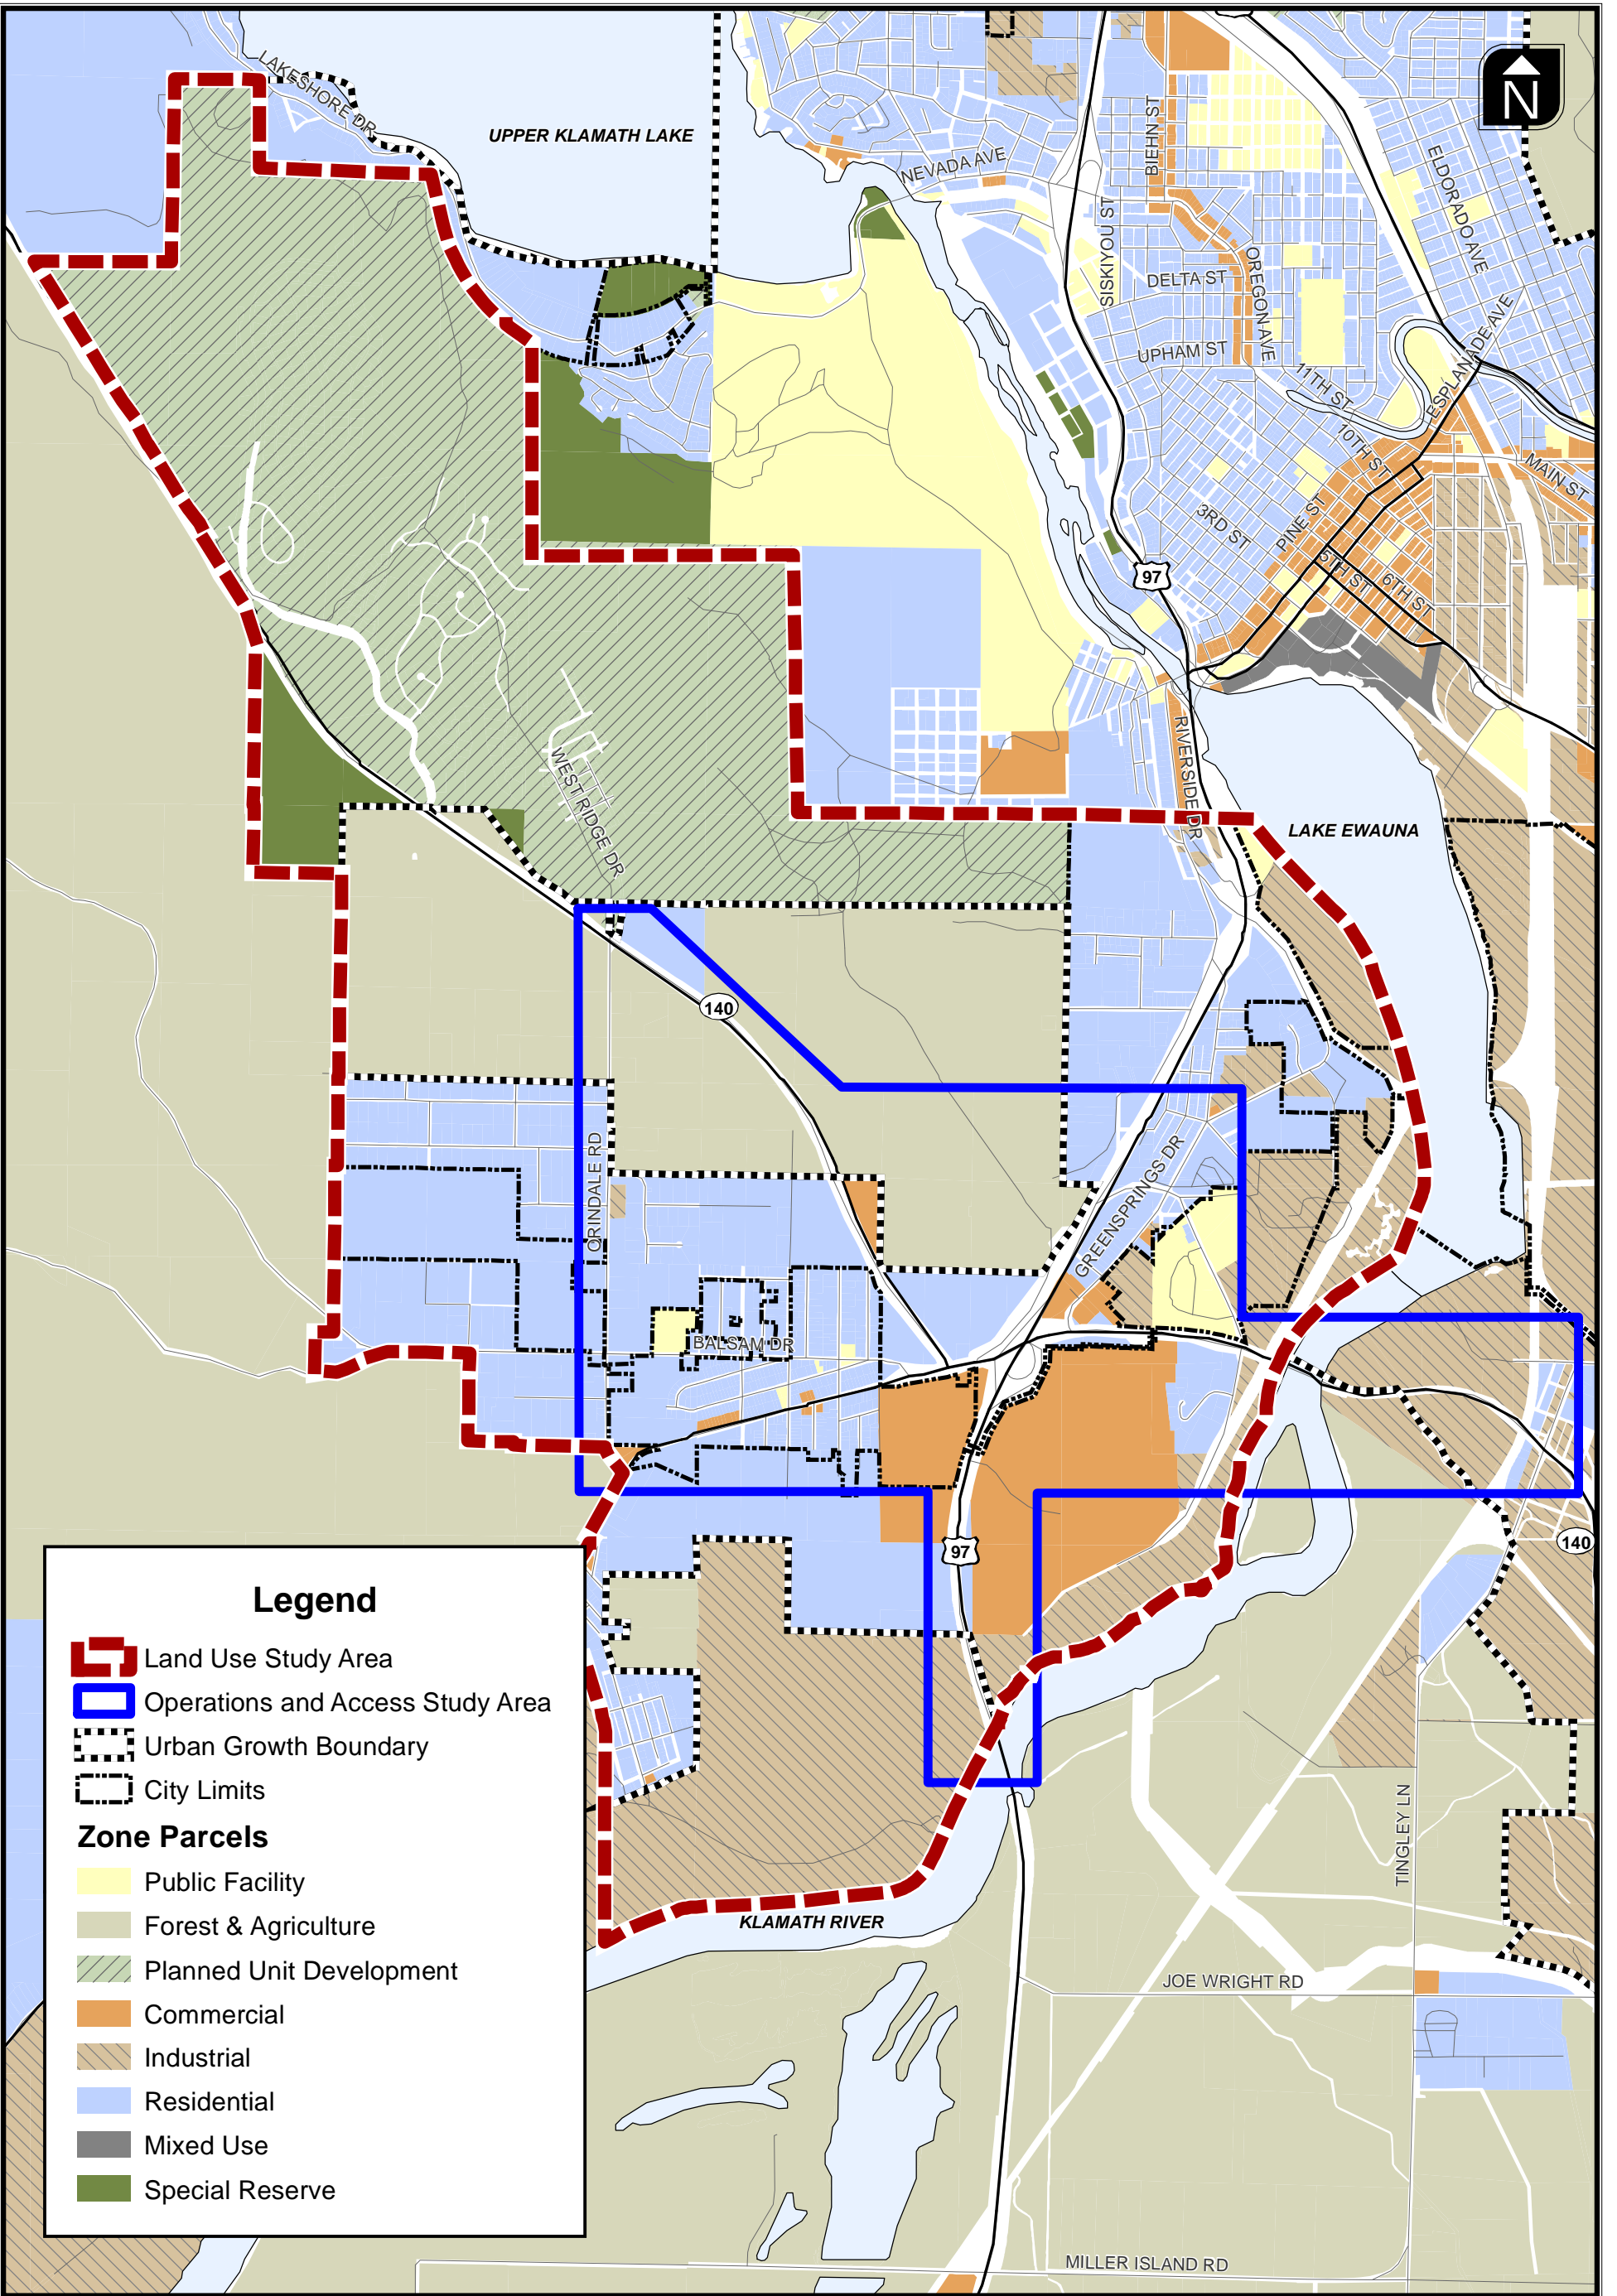 N
LAKESHORE DR
UPPER KLAMATH LAKE
NEVADA AVE
BIEHN ST
ELDORADO AVE
SISKIYOU ST
DELTA ST
OREGON AVE
UPHAM ST
ESPLANADE AVE
11TH ST
10TH ST
MAIN ST
3RD ST
PINE ST
5TH ST
6TH ST
97
RIVERSIDE DR
WEST RIDGE DR
LAKE EWAUNA
140
ORINDALE RD
GREENSPRINGS DR
BALSAM DR
97
140
TINGLEY LN
KLAMATH RIVER
JOE WRIGHT RD
MILLER ISLAND RD
Legend
Land Use Study Area
Operations and Access Study Area
Urban Growth Boundary
City Limits
Zone Parcels
Public Facility
Forest & Agriculture
Planned Unit Development
Commercial
Industrial
Residential
Mixed Use
Special Reserve